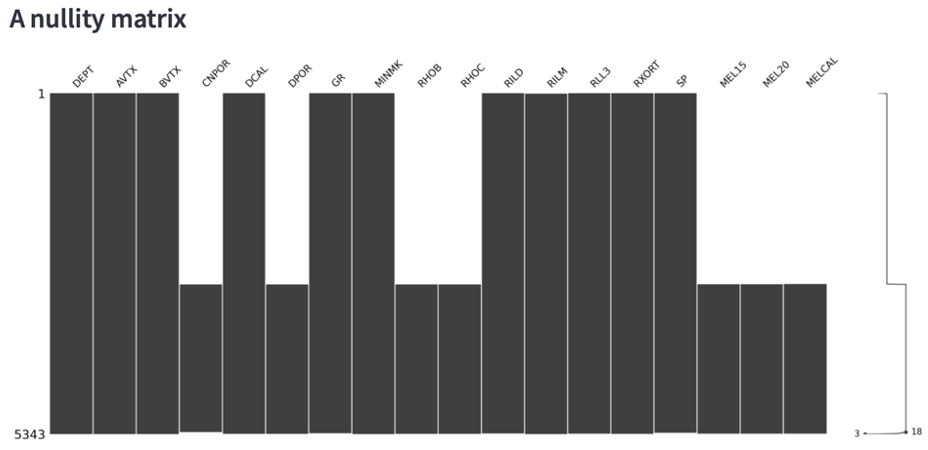 A nullity matrix
DEPT AVTX BVTX CNPOR DCAL DPOR GR MINMK RHOB RHOC RILD RILM RLL3 RXORT SP MEL15 MEL20 MELCAL
1
5343
3 18